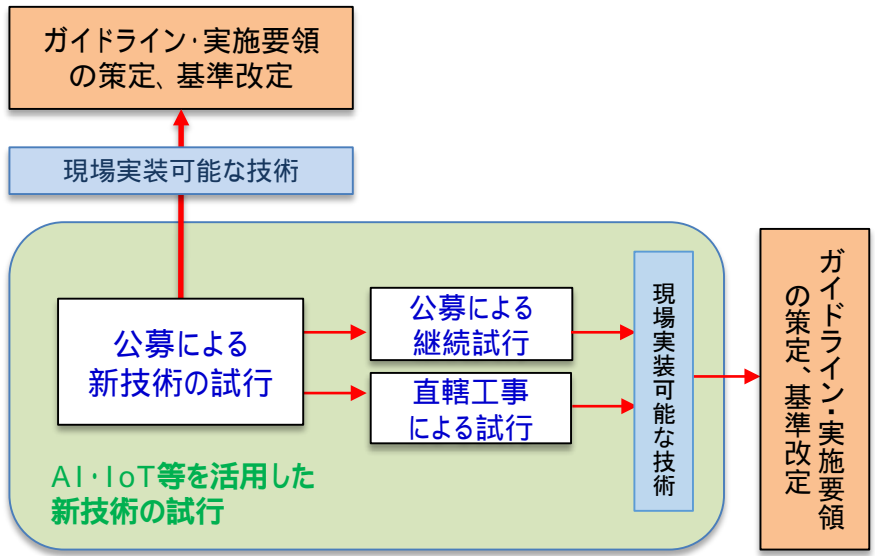 ガイドライン・実施要領
の策定、基準改定
現場実装可能な技術
公募による
新技術の試行
公募による
継続試行
直轄工事
による試行
現場実装可能な技術
ガイドライン・実施要領
の策定、基準改定
AI・IoT等を活用した
新技術の試行